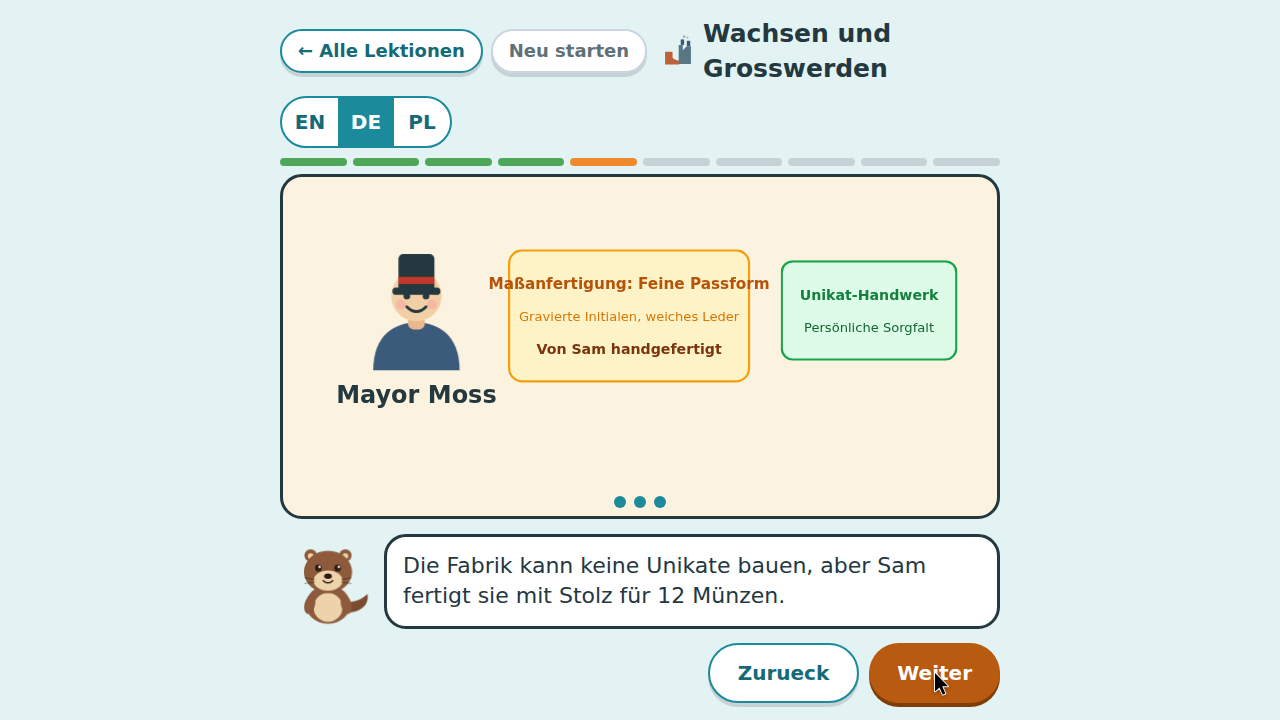 ← Alle Lektionen
Neu starten
Wachsen und
Grosswerden
EN
DE
PL
Maßanfertigung: Feine Passform
Gravierte Initialen, weiches Leder
Von Sam handgefertigt
Unikat-Handwerk
Persönliche Sorgfalt
Mayor Moss
Die Fabrik kann keine Unikate bauen, aber Sam
fertigt sie mit Stolz für 12 Münzen.
Zurueck
Weiter